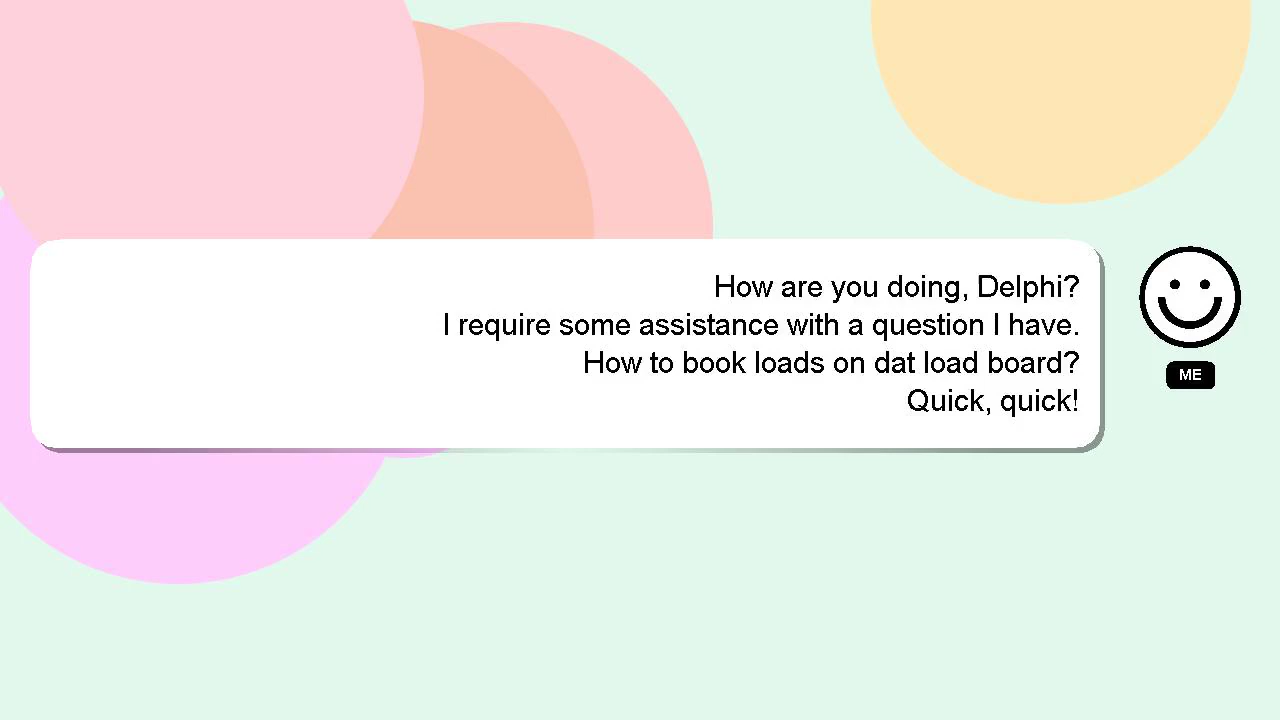 How are you doing, Delphi?
I require some assistance with a question I have.
How to book loads on dat load board?
Quick, quick!
ME